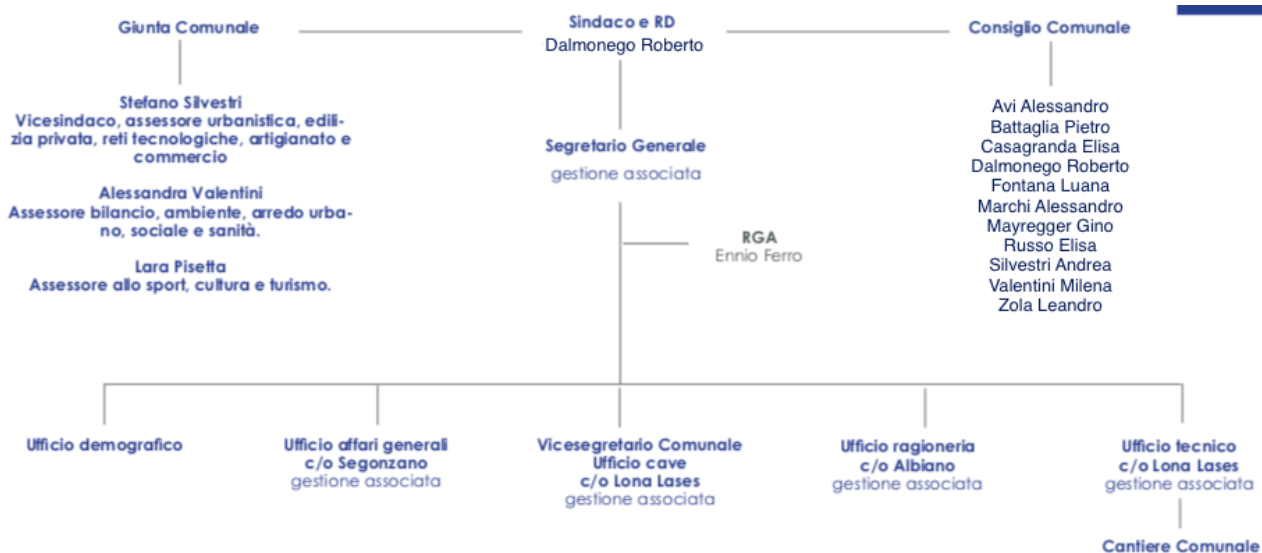 Giunta Comunale
Sindaco e RD
Dalmonego Roberto
Consiglio Comunale
Stefano Silvestri
Vicesindaco, assessore urbanistica, edili-
zia privata, reti tecnologiche, artigianato e
commercio
Alessandra Valentini
Assessore bilancio, ambiente, arredo urba-
no, sociale e sanità.
Lara Pisetta
Assessore allo sport, cultura e turismo.
Segretario Generale
gestione associata
RGA
Ennio Ferro
Avi Alessandro
Battaglia Pietro
Casagranda Elisa
Dalmonego Roberto
Fontana Luana
Marchi Alessandro
Mayregger Gino
Russo Elisa
Silvestri Andrea
Valentini Milena
Zola Leandro
Ufficio demografico
Ufficio affari generali
c/o Segonzano
gestione associata
Vicesegretario Comunale
Ufficio cave
c/o Lona Lases
gestione associata
Ufficio ragioneria
c/o Albiano
gestione associata
Ufficio tecnico
c/o Lona Lases
gestione associata
Cantiere Comunale